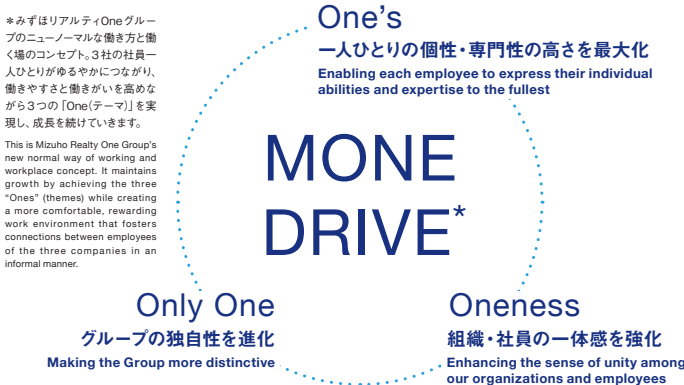 ＊みずほリアルティOneグルー
プのニューノーマルな働き方と働
く場のコンセプト。3社の社員一
人ひとりがゆるやかにつながり、
働きやすさと働きがいを高めな
がら3つの「One（テーマ）」を実
現し、成長を続けていきます。
This is Mizuho Realty One Group's
new normal way of working and
workplace concept. It maintains
growth by achieving the three
“Ones” (themes) while creating
a more comfortable, rewarding
work environment that fosters
connections between employees
of the three companies in an
informal manner.
One's
一人ひとりの個性・専門性の高さを最大化
Enabling each employee to express their individual
abilities and expertise to the fullest
MONE
DRIVE*
Only One
グループの独自性を進化
Making the Group more distinctive
Oneness
組織・社員の一体感を強化
Enhancing the sense of unity among
our organizations and employees